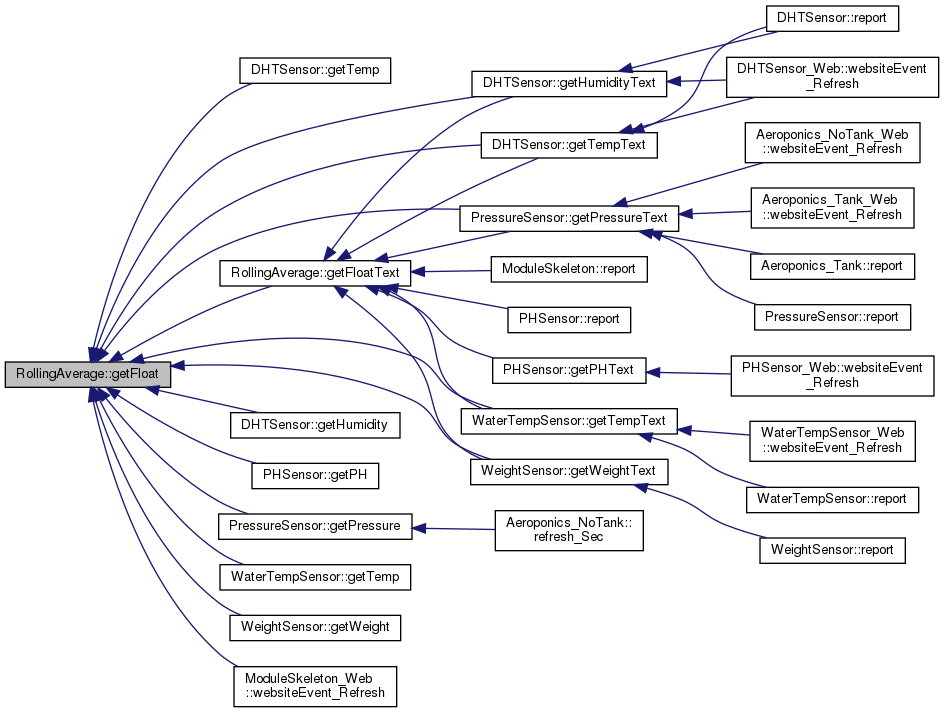 DHTSensor::report
DHTSensor::getTemp
DHTSensor::getHumidityText
DHTSensor_Web::websiteEvent
_Refresh
DHTSensor::getTempText
Aeroponics_NoTank_Web
::websiteEvent_Refresh
PressureSensor::getPressureText
Aeroponics_Tank_Web
::websiteEvent_Refresh
RollingAverage::getFloatText
ModuleSkeleton::report
Aeroponics_Tank::report
PHSensor::report
PressureSensor::report
RollingAverage::getFloat
PHSensor::getPHText
PHSensor_Web::websiteEvent
_Refresh
DHTSensor::getHumidity
WaterTempSensor::getTempText
WaterTempSensor_Web
::websiteEvent_Refresh
PHSensor::getPH
WeightSensor::getWeightText
WaterTempSensor::report
PressureSensor::getPressure
Aeroponics_NoTank::
refresh_Sec
WeightSensor::report
WaterTempSensor::getTemp
WeightSensor::getWeight
ModuleSkeleton_Web
::websiteEvent_Refresh